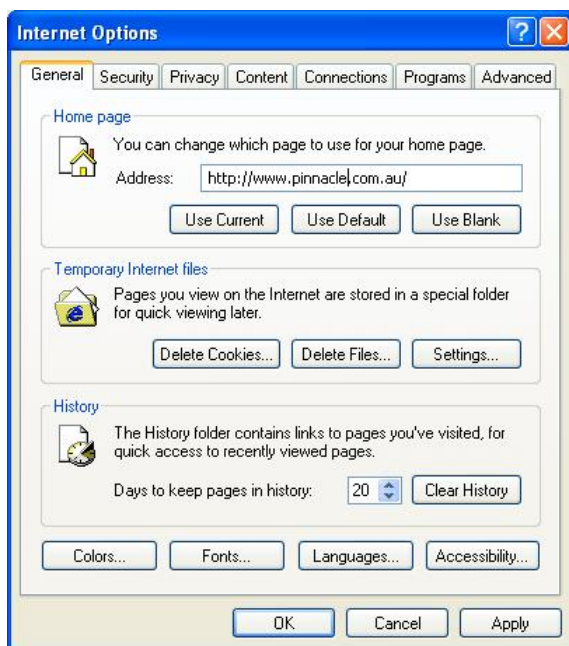 Internet Options
General Security Privacy Content Connections Programs Advanced
Home page
You can change which page to use for your home page.
Address: http://www.pinnacle.com.au/
Use Current Use Default Use Blank
Temporary Internet files
Pages you view on the Internet are stored in a special folder
for quick viewing later.
Delete Cookies... Delete Files... Settings...
History
The History folder contains links to pages you've visited, for
quick access to recently viewed pages.
Days to keep pages in history: 20 Clear History
Colors... Fonts... Languages... Accessibility...
OK Cancel Apply